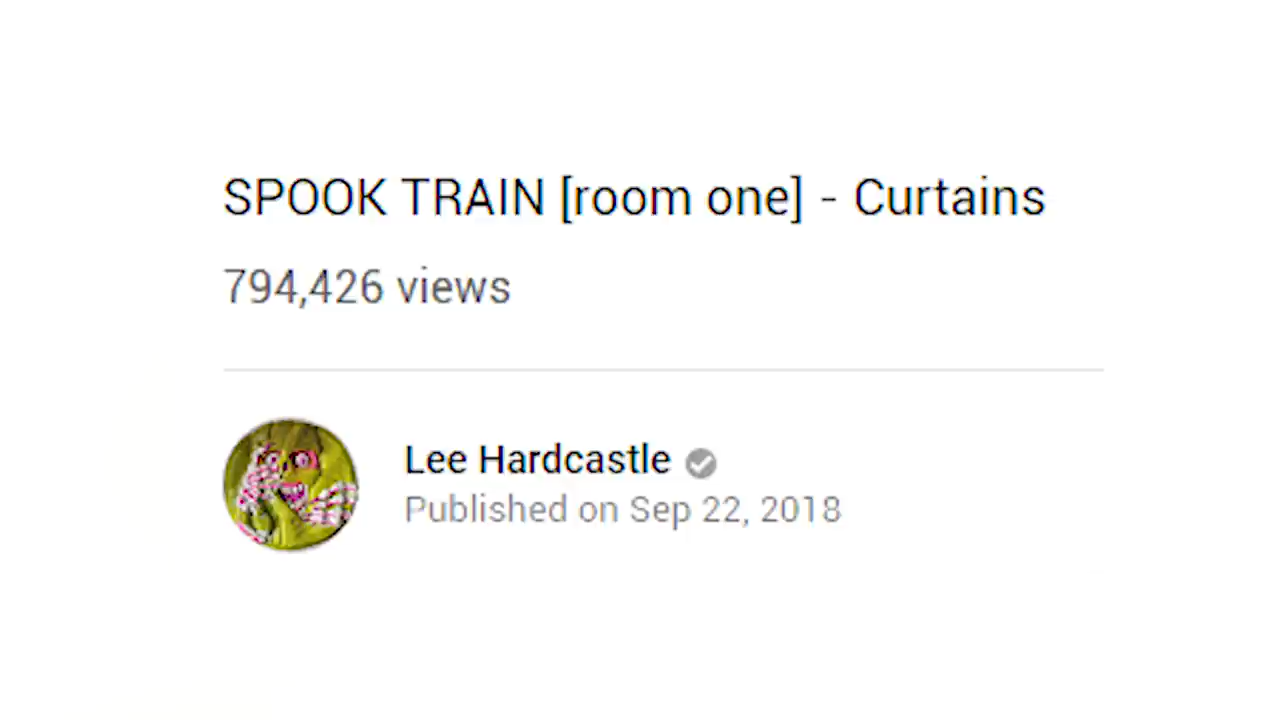 SPOOK TRAIN [room one] - Curtains
794,426 views
Lee Hardcastle
Published on Sep 22, 2018